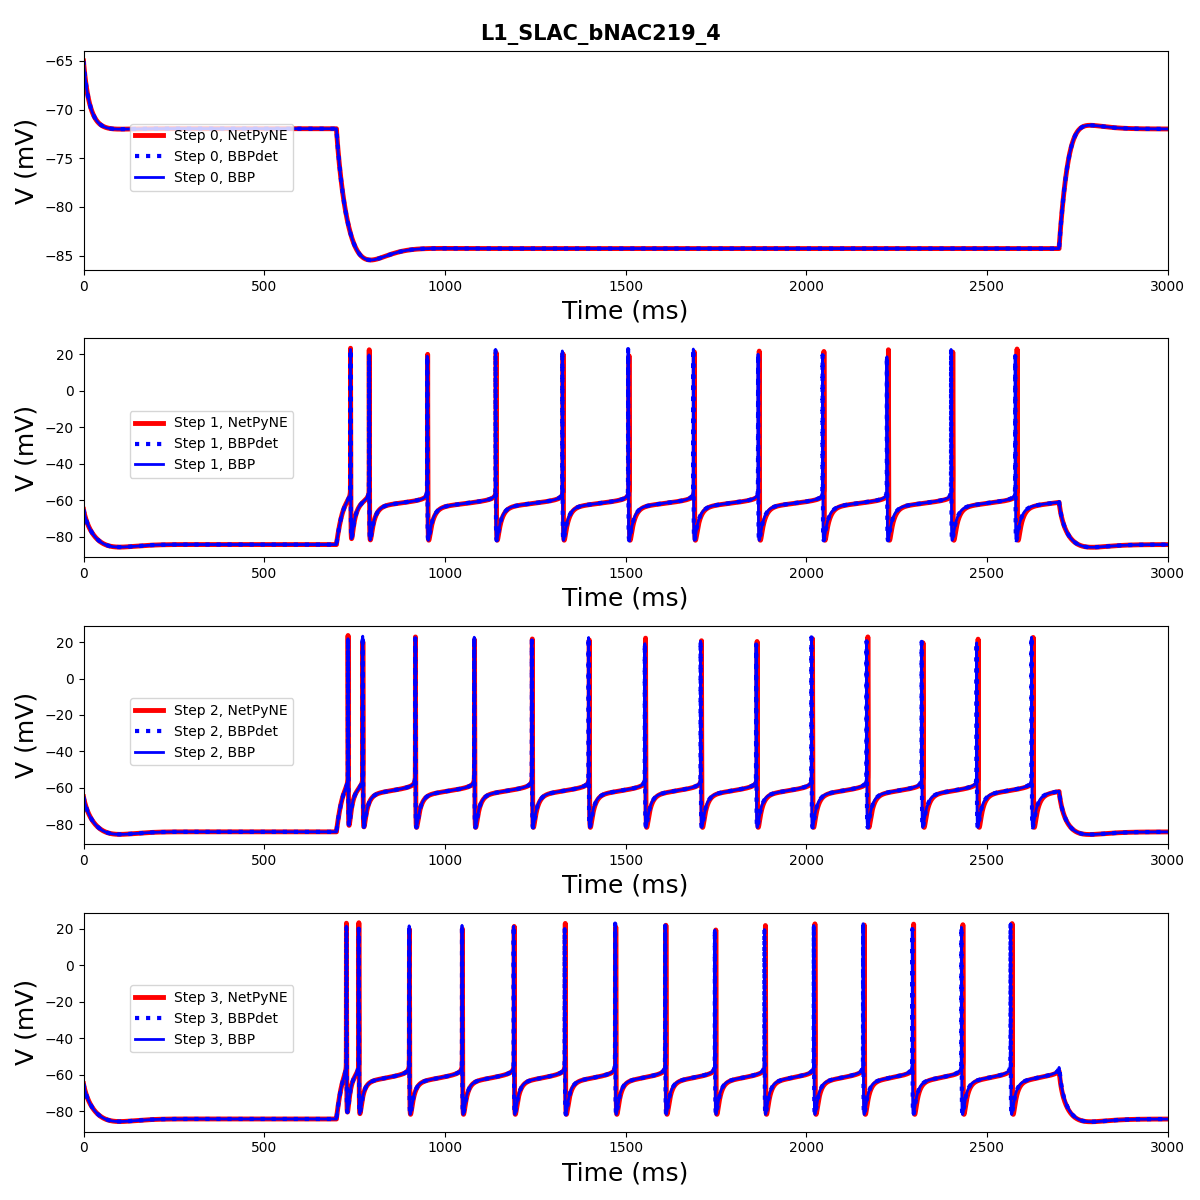 L1_SLAC_bNAC219_4
−65
−70
−75
−80
−85
V (mV)
Step 0, NetPyNE
Step 0, BBPdet
Step 0, BBP
0 500 1000 1500 2000 2500 3000
Time (ms)
20
0
−20
−40
−60
−80
V (mV)
Step 1, NetPyNE
Step 1, BBPdet
Step 1, BBP
0 500 1000 1500 2000 2500 3000
Time (ms)
20
0
−20
−40
−60
−80
V (mV)
Step 2, NetPyNE
Step 2, BBPdet
Step 2, BBP
0 500 1000 1500 2000 2500 3000
Time (ms)
20
0
−20
−40
−60
−80
V (mV)
Step 3, NetPyNE
Step 3, BBPdet
Step 3, BBP
0 500 1000 1500 2000 2500 3000
Time (ms)